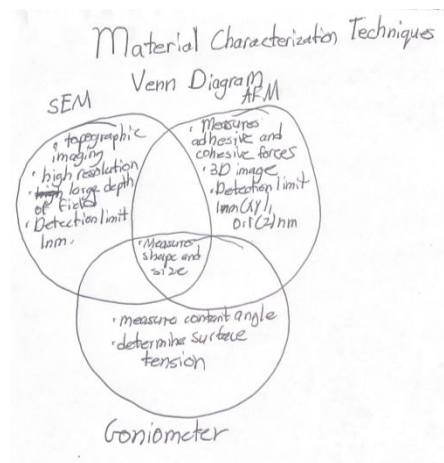 Material Characterization Techniques
Venn Diagram
SEM
AFM
• topographic
imaging
• high resolution
• large depth
of field
• Detection limit
1nm.
• Measures
adhesive and
cohesive forces
• 3D image
• Detection limit
1nm(xy),
0.1(z)nm
• Measures
shape and
size
• measure contant angle
• determine surface
tension
Goniometer